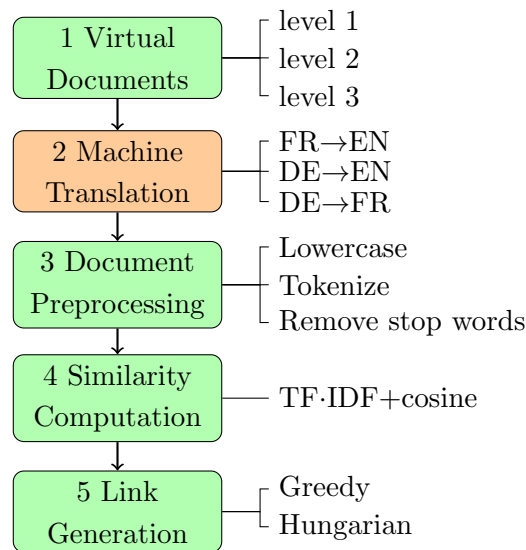 1 Virtual
Documents
level 1
level 2
level 3
2 Machine
Translation
FR→EN
DE→EN
DE→FR
3 Document
Preprocessing
Lowercase
Tokenize
Remove stop words
4 Similarity
Computation
TF·IDF+cosine
5 Link
Generation
Greedy
Hungarian